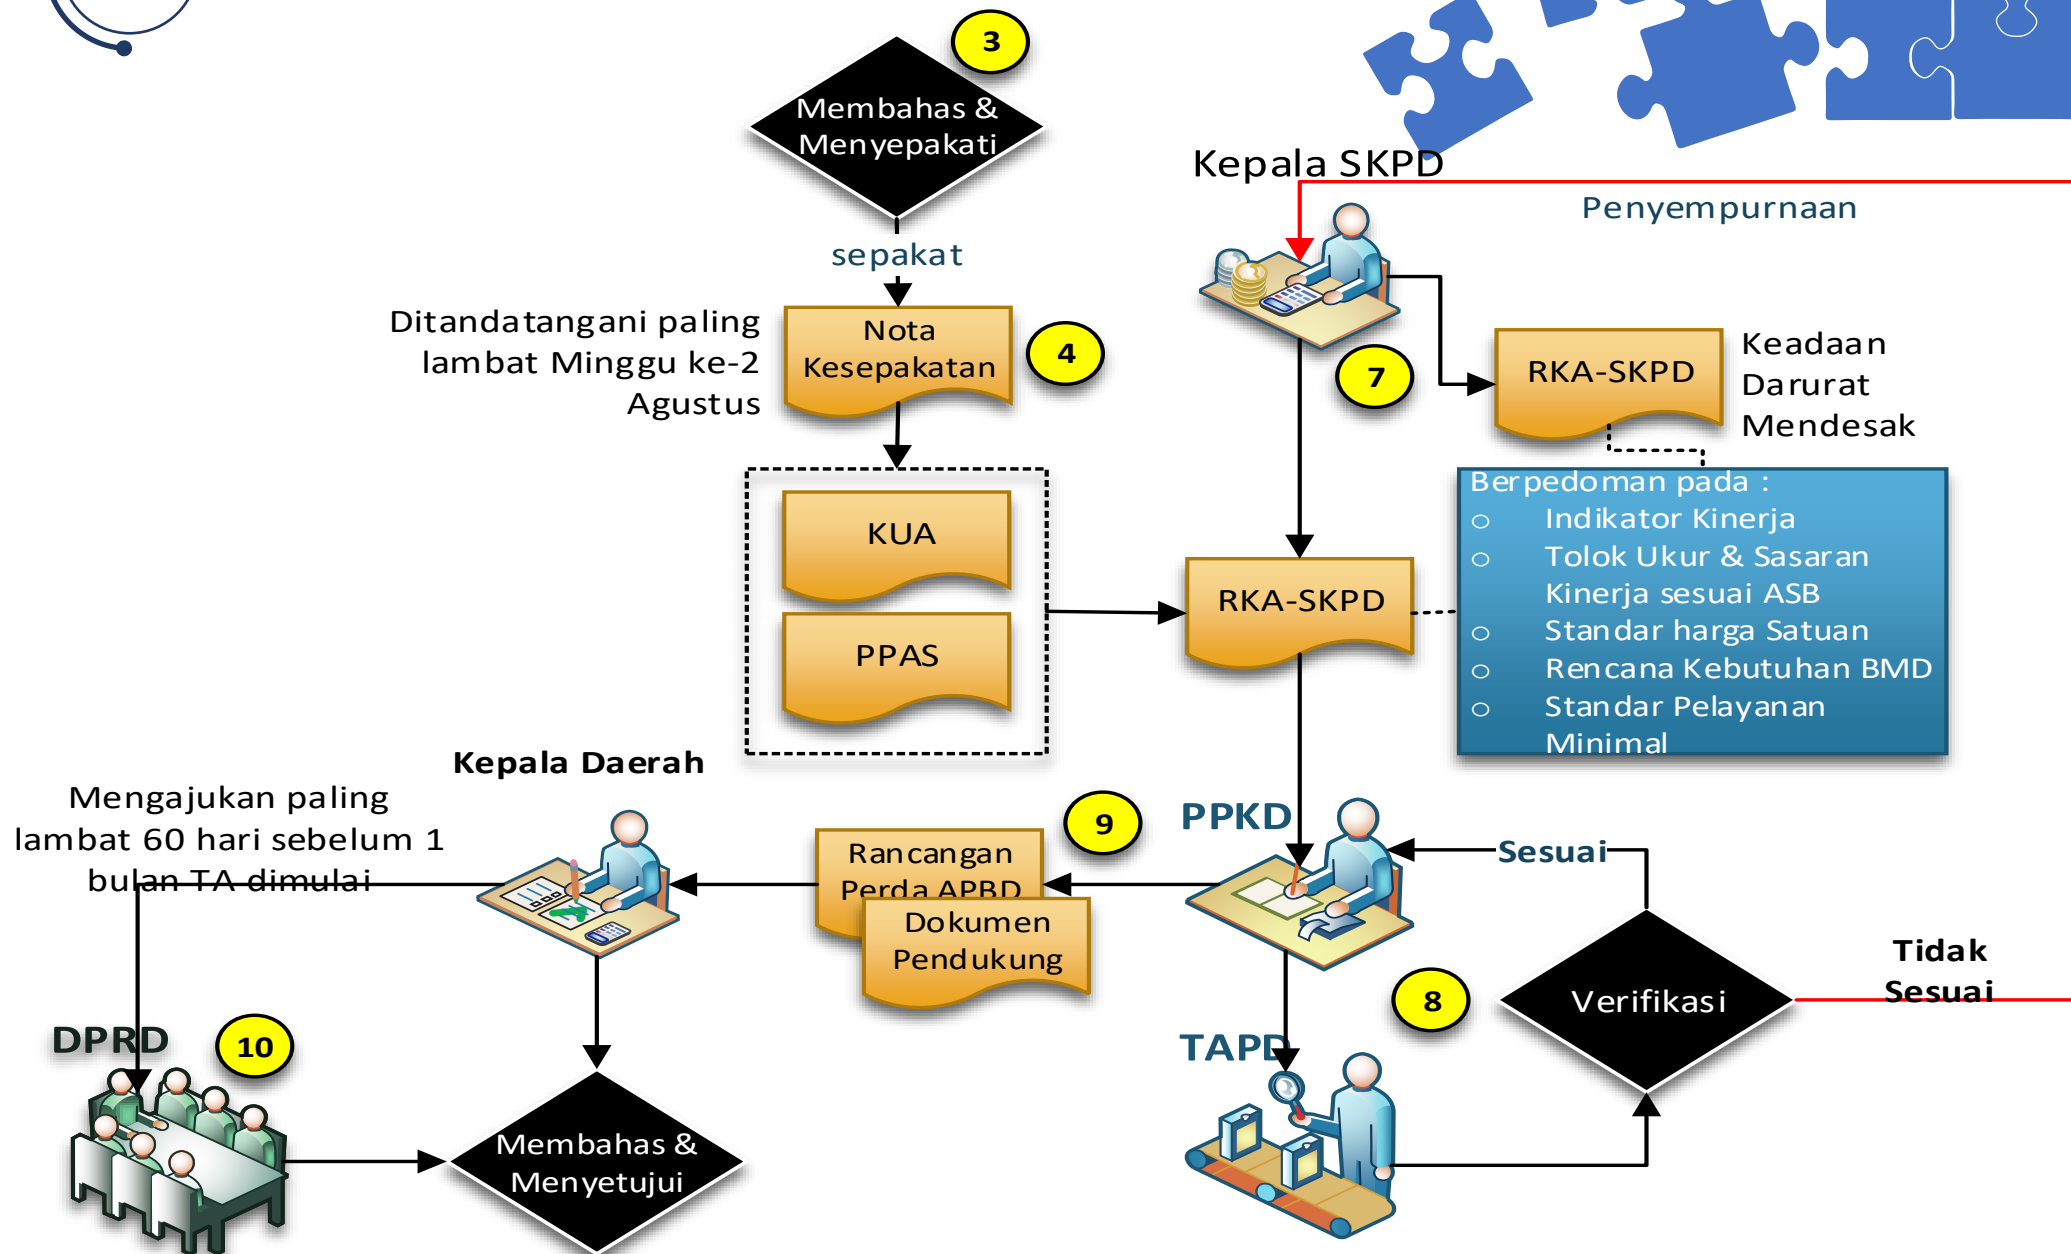 3
Membahas &
Menyepakati
sepakat
Ditandatangani paling
lambat Minggu ke-2
Agustus
Nota
Kesepakatan
4
KUA
PPAS
Kepala SKPD
Penyempurnaan
7
RKA-SKPD
Keadaan
Darurat
Mendesak
RKA-SKPD
Berpedoman pada :
o Indikator Kinerja
o Tolok Ukur & Sasaran
Kinerja sesuai ASB
o Standar harga Satuan
o Rencana Kebutuhan BMD
o Standar Pelayanan
Minimal
PPKD
Sesuai
Verifikasi
Tidak
Sesuai
8
TAPD
9
Rancangan
Perda APBD
Dokumen
Pendukung
Kepala Daerah
Mengajukan paling
lambat 60 hari sebelum 1
bulan TA dimulai
DPRD
10
Membahas &
Menyetujui